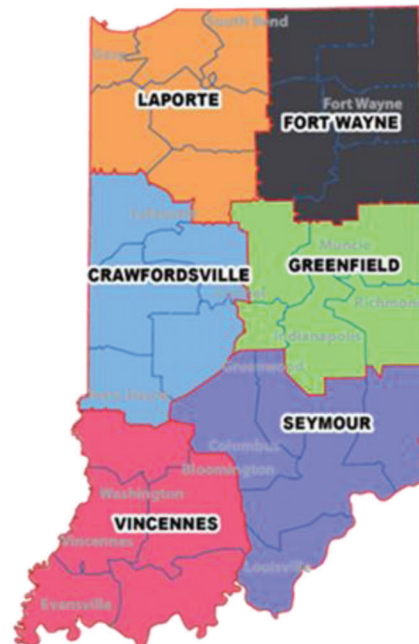 South Bend
Gary
LAPORTE
Fort Wayne
FORT WAYNE
Lafayette
Muncie
CRAWFORDSVILLE
GREENFIELD
Carmel
Richmond
Indianapolis
Greenwood
Terre Haute
SEYMOUR
Columbus
Bloomington
Washington
VINCENNES
Vincennes
Louisville
Evansville